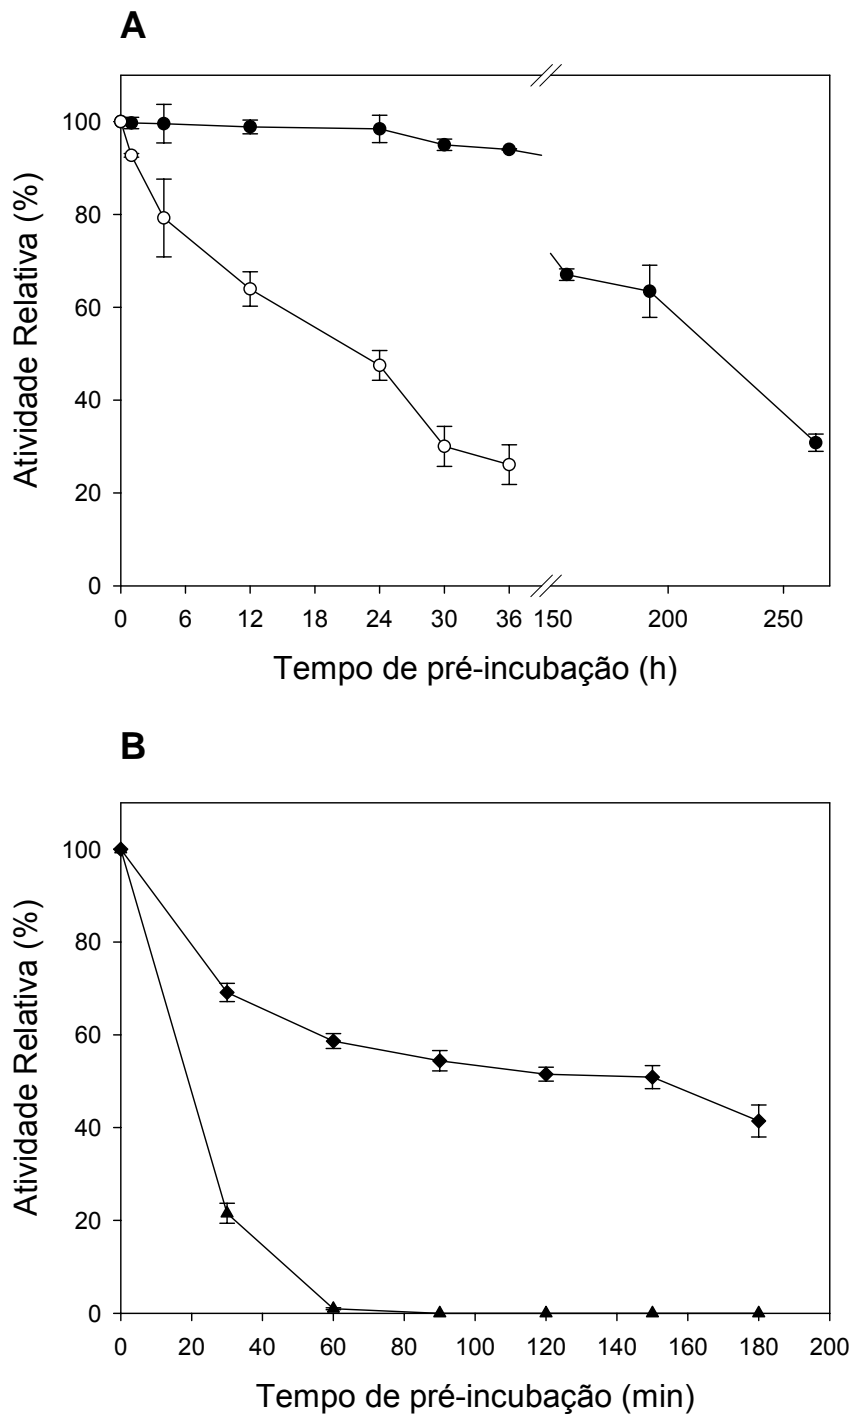 A
100
80
60
40
20
0
Atividade Relativa (%)
0 6 12 18 24 30 36 150 200 250
Tempo de pré-incubação (h)
B
100
80
60
40
20
0
Atividade Relativa (%)
0 20 40 60 80 100 120 140 160 180 200
Tempo de pré-incubação (min)